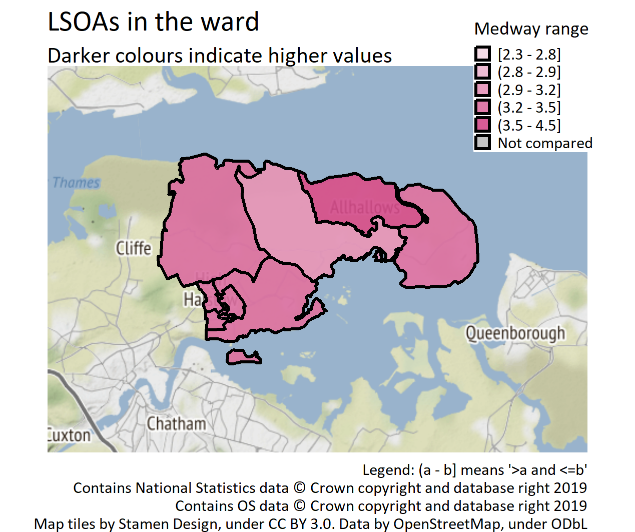 LSOAs in the ward
Darker colours indicate higher values
Medway range
[2.3 - 2.8]
(2.8 - 2.9]
(2.9 - 3.2]
(3.2 - 3.5]
(3.5 - 4.5]
Not compared
Thames
Allhallows
Cliffe
Queenborough
Chatham
Legend: (a - b] means '>a and <=b'
Contains National Statistics data © Crown copyright and database right 2019
Contains OS data © Crown copyright and database right 2019
Map tiles by Stamen Design, under CC BY 3.0. Data by OpenStreetMap, under ODbL